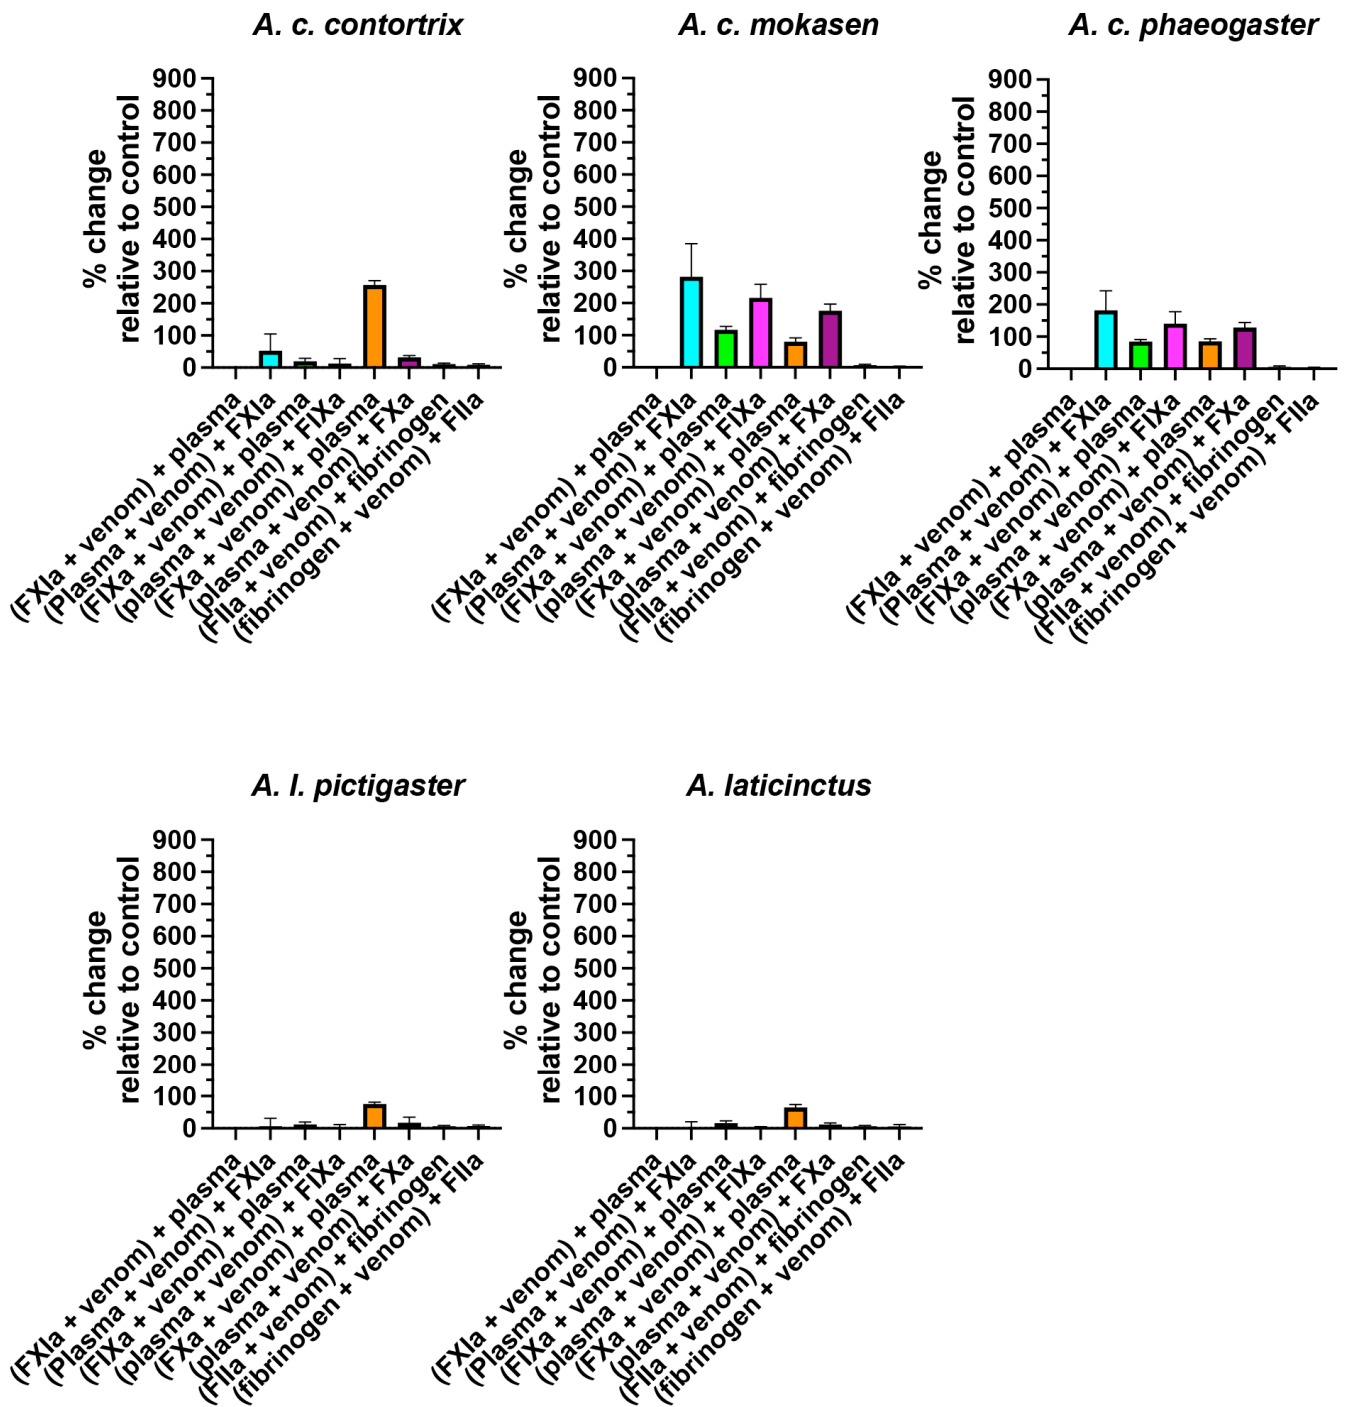 A. c. contortrix
% change
relative to control
900
800
700
600
500
400
300
200
100
0
(FXIa + venom) + plasma
(Plasma + venom) + FXIa
(FIXa + venom) + plasma
(plasma + venom) + FIXa
(FXa + venom) + plasma
(plasma + venom) + FXa
(FIIa + venom) + fibrinogen
(fibrinogen + venom) + FIIa
A. c. mokasen
% change
relative to control
900
800
700
600
500
400
300
200
100
0
(FXIa + venom) + plasma
(Plasma + venom) + FXIa
(FIXa + venom) + plasma
(plasma + venom) + FIXa
(FXa + venom) + plasma
(plasma + venom) + FXa
(FIIa + venom) + fibrinogen
(fibrinogen + venom) + FIIa
A. c. phaeogaster
% change
relative to control
900
800
700
600
500
400
300
200
100
0
(FXIa + venom) + plasma
(Plasma + venom) + FXIa
(FIXa + venom) + plasma
(plasma + venom) + FIXa
(FXa + venom) + plasma
(plasma + venom) + FXa
(FIIa + venom) + fibrinogen
(fibrinogen + venom) + FIIa
A. l. pictigaster
% change
relative to control
900
800
700
600
500
400
300
200
100
0
(FXIa + venom) + plasma
(Plasma + venom) + FXIa
(FIXa + venom) + plasma
(plasma + venom) + FIXa
(FXa + venom) + plasma
(plasma + venom) + FXa
(FIIa + venom) + fibrinogen
(fibrinogen + venom) + FIIa
A. laticinctus
% change
relative to control
900
800
700
600
500
400
300
200
100
0
(FXIa + venom) + plasma
(Plasma + venom) + FXIa
(FIXa + venom) + plasma
(plasma + venom) + FIXa
(FXa + venom) + plasma
(plasma + venom) + FXa
(FIIa + venom) + fibrinogen
(fibrinogen + venom) + FIIa